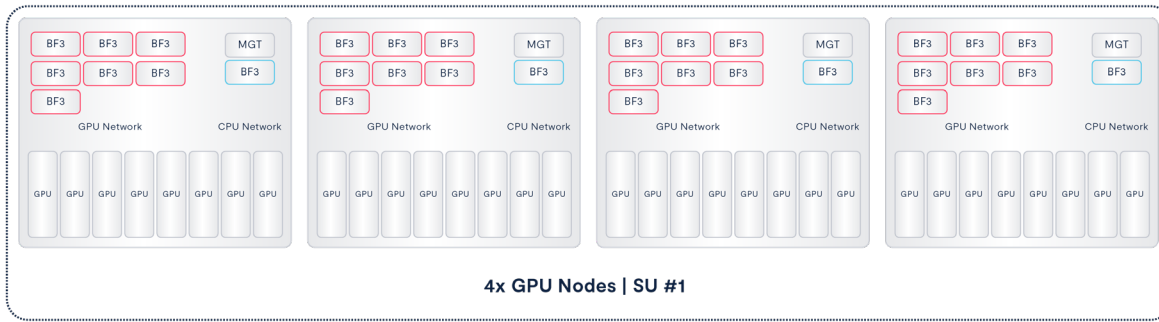 BF3 BF3 BF3 MGT BF3 BF3 BF3 MGT BF3 BF3 BF3 MGT BF3 BF3 BF3 MGT
BF3 BF3 BF3 BF3 BF3 BF3 BF3 BF3 BF3 BF3 BF3 BF3 BF3 BF3 BF3 BF3
BF3 BF3 BF3 BF3
GPU Network CPU Network GPU Network CPU Network GPU Network CPU Network GPU Network CPU Network
GPU GPU GPU GPU GPU GPU GPU GPU GPU GPU GPU GPU GPU GPU GPU GPU GPU GPU GPU GPU GPU GPU GPU GPU GPU GPU GPU GPU GPU GPU GPU GPU
4x GPU Nodes | SU #1